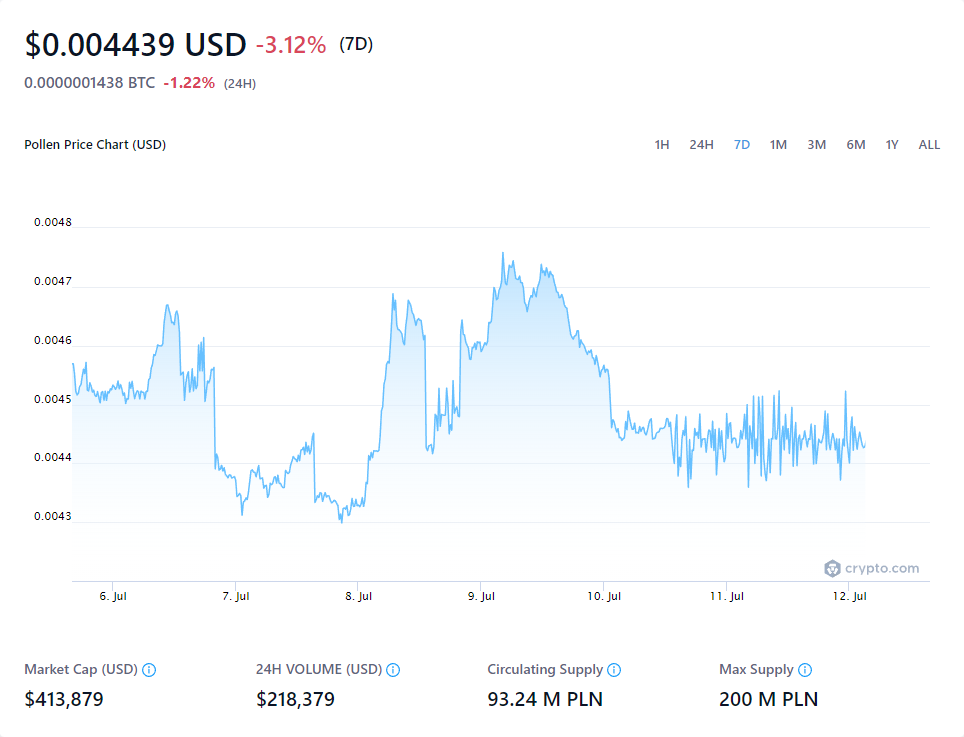 $0.004439 USD -3.12% (7D)
0.0000001438 BTC -1.22% (24H)
Pollen Price Chart (USD) 1H 24H 7D 1M 3M 6M 1Y ALL
0.0048
0.0047
0.0046
0.0045
0.0044
0.0043
crypto.com
6. Jul 7. Jul 8. Jul 9. Jul 10. Jul 11. Jul 12. Jul
Market Cap (USD) 24H VOLUME (USD) Circulating Supply Max Supply
$413,879 $218,379 93.24 M PLN 200 M PLN